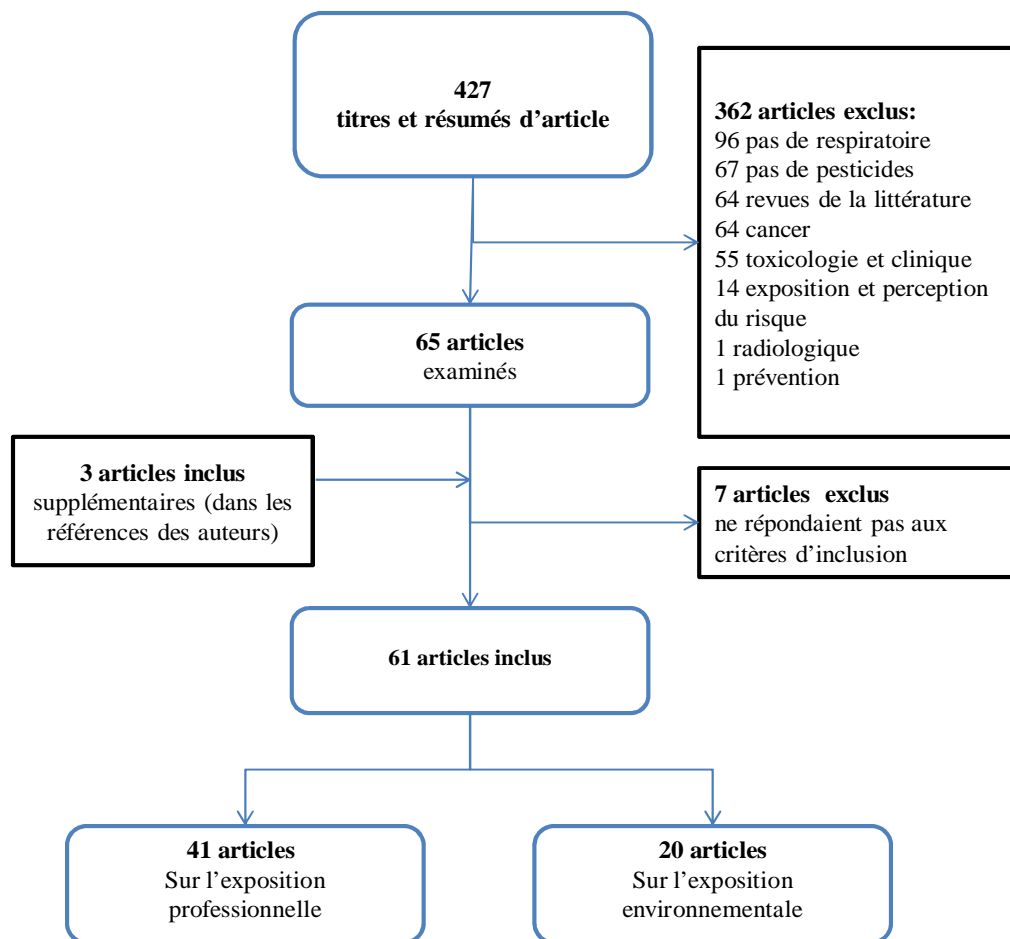 427
titres et résumés d’article
362 articles exclus:
96 pas de respiratoire
67 pas de pesticides
64 revues de la littérature
64 cancer
55 toxicologie et clinique
14 exposition et perception
du risque
1 radiologique
1 prévention
65 articles
examinés
3 articles inclus
supplémentaires (dans les
références des auteurs)
7 articles exclus
ne répondaient pas aux
critères d’inclusion
61 articles inclus
41 articles
Sur l’exposition
professionnelle
20 articles
Sur l’exposition
environnementale